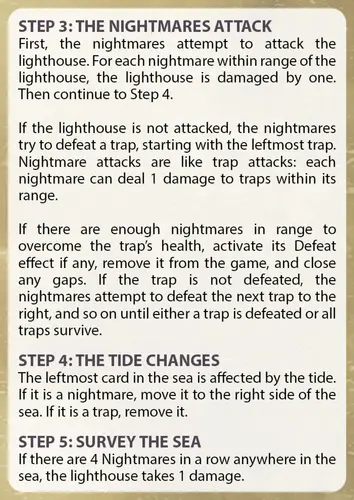 STEP 3: THE NIGHTMARES ATTACK
First, the nightmares attempt to attack the
lighthouse. For each nightmare within range of the
lighthouse, the lighthouse is damaged by one.
Then continue to Step 4.
If the lighthouse is not attacked, the nightmares
try to defeat a trap, starting with the leftmost trap.
Nightmare attacks are like trap attacks: each
nightmare can deal 1 damage to traps within its
range.
If there are enough nightmares in range to
overcome the trap's health, activate its Defeat
effect if any, remove it from the game, and close
any gaps. If the trap is not defeated, the
nightmares attempt to defeat the next trap to the
right, and so on until either a trap is defeated or all
traps survive.
STEP 4: THE TIDE CHANGES
The leftmost card in the sea is affected by the tide.
If it is a nightmare, move it to the right side of the
sea. If it is a trap, remove it.
STEP 5: SURVEY THE SEA
If there are 4 Nightmares in a row anywhere in the
sea, the lighthouse takes 1 damage.